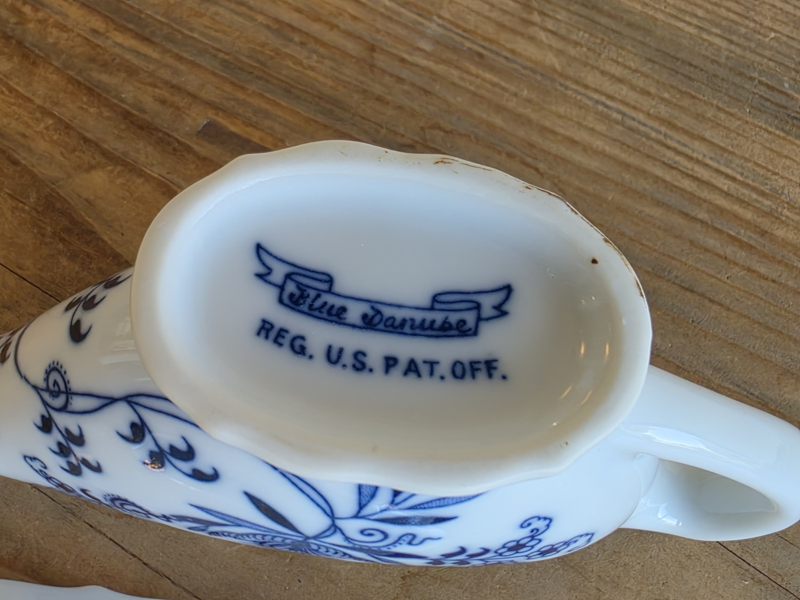 Blue Danube
REG. U.S. PAT. OFF.